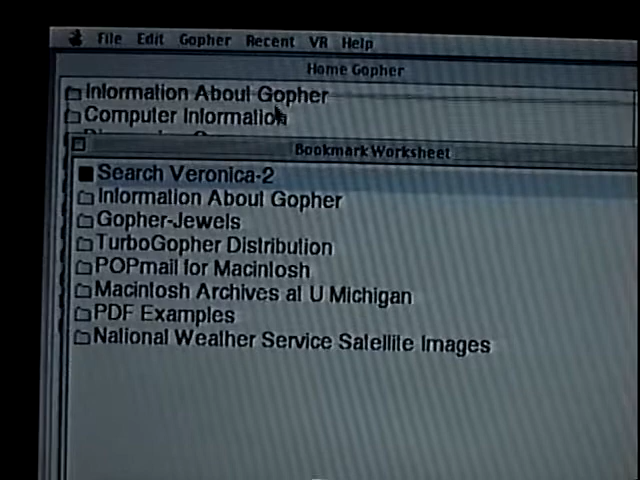 File Edit Gopher Recent VR Help
Home Gopher
Information About Gopher
Computer Information
Bookmark Worksheet
Search Veronica-2
Information About Gopher
Gopher-Jewels
TurboGopher Distribution
POPmail for Macintosh
Macintosh Archives at U Michigan
PDF Examples
National Weather Service Satellite Images